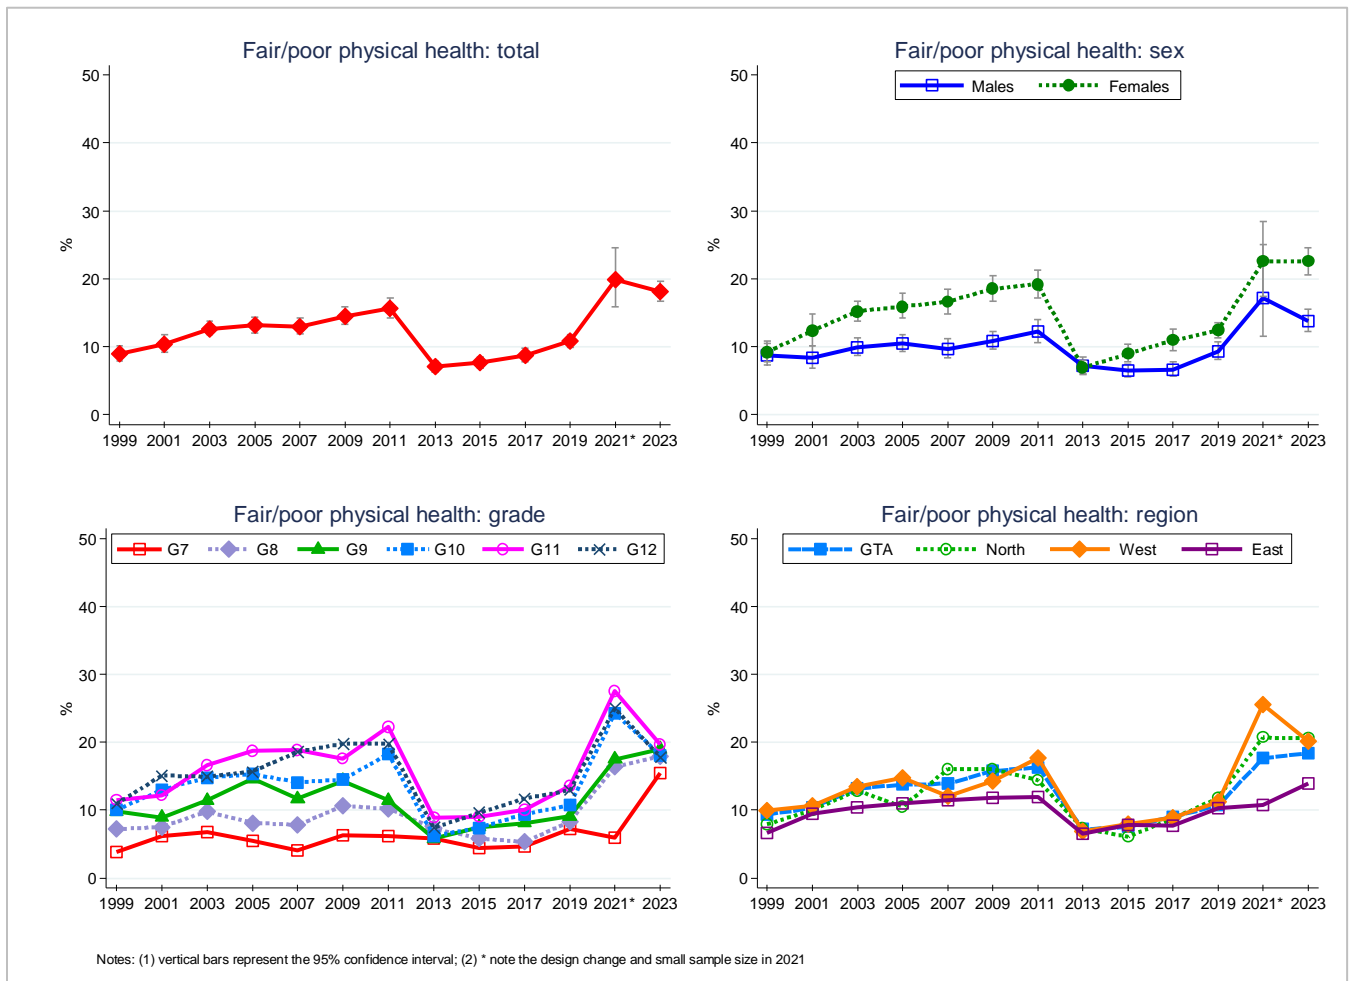 Fair/poor physical health: total
50
40
30
20
10
0
%
1999 2001 2003 2005 2007 2009 2011 2013 2015 2017 2019 2021* 2023
Fair/poor physical health: sex
Males Females
50
40
30
20
10
0
%
1999 2001 2003 2005 2007 2009 2011 2013 2015 2017 2019 2021* 2023
Fair/poor physical health: grade
G7 G8 G9 G10 G11 G12
50
40
30
20
10
0
%
1999 2001 2003 2005 2007 2009 2011 2013 2015 2017 2019 2021* 2023
Fair/poor physical health: region
GTA North West East
50
40
30
20
10
0
%
1999 2001 2003 2005 2007 2009 2011 2013 2015 2017 2019 2021* 2023
Notes: (1) vertical bars represent the 95% confidence interval; (2) * note the design change and small sample size in 2021